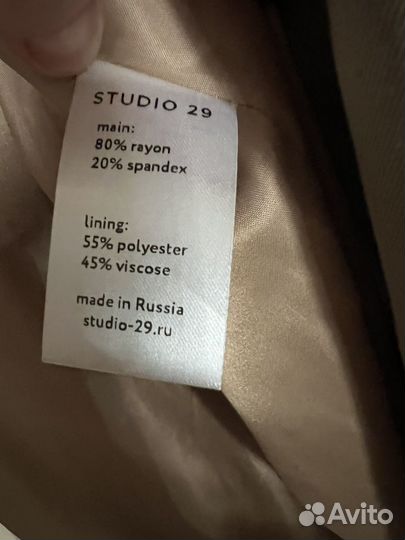 STUDIO 29
main:
80% rayon
20% spandex
lining:
55% polyester
45% viscose
made in Russia
studio-29.ru
Avito